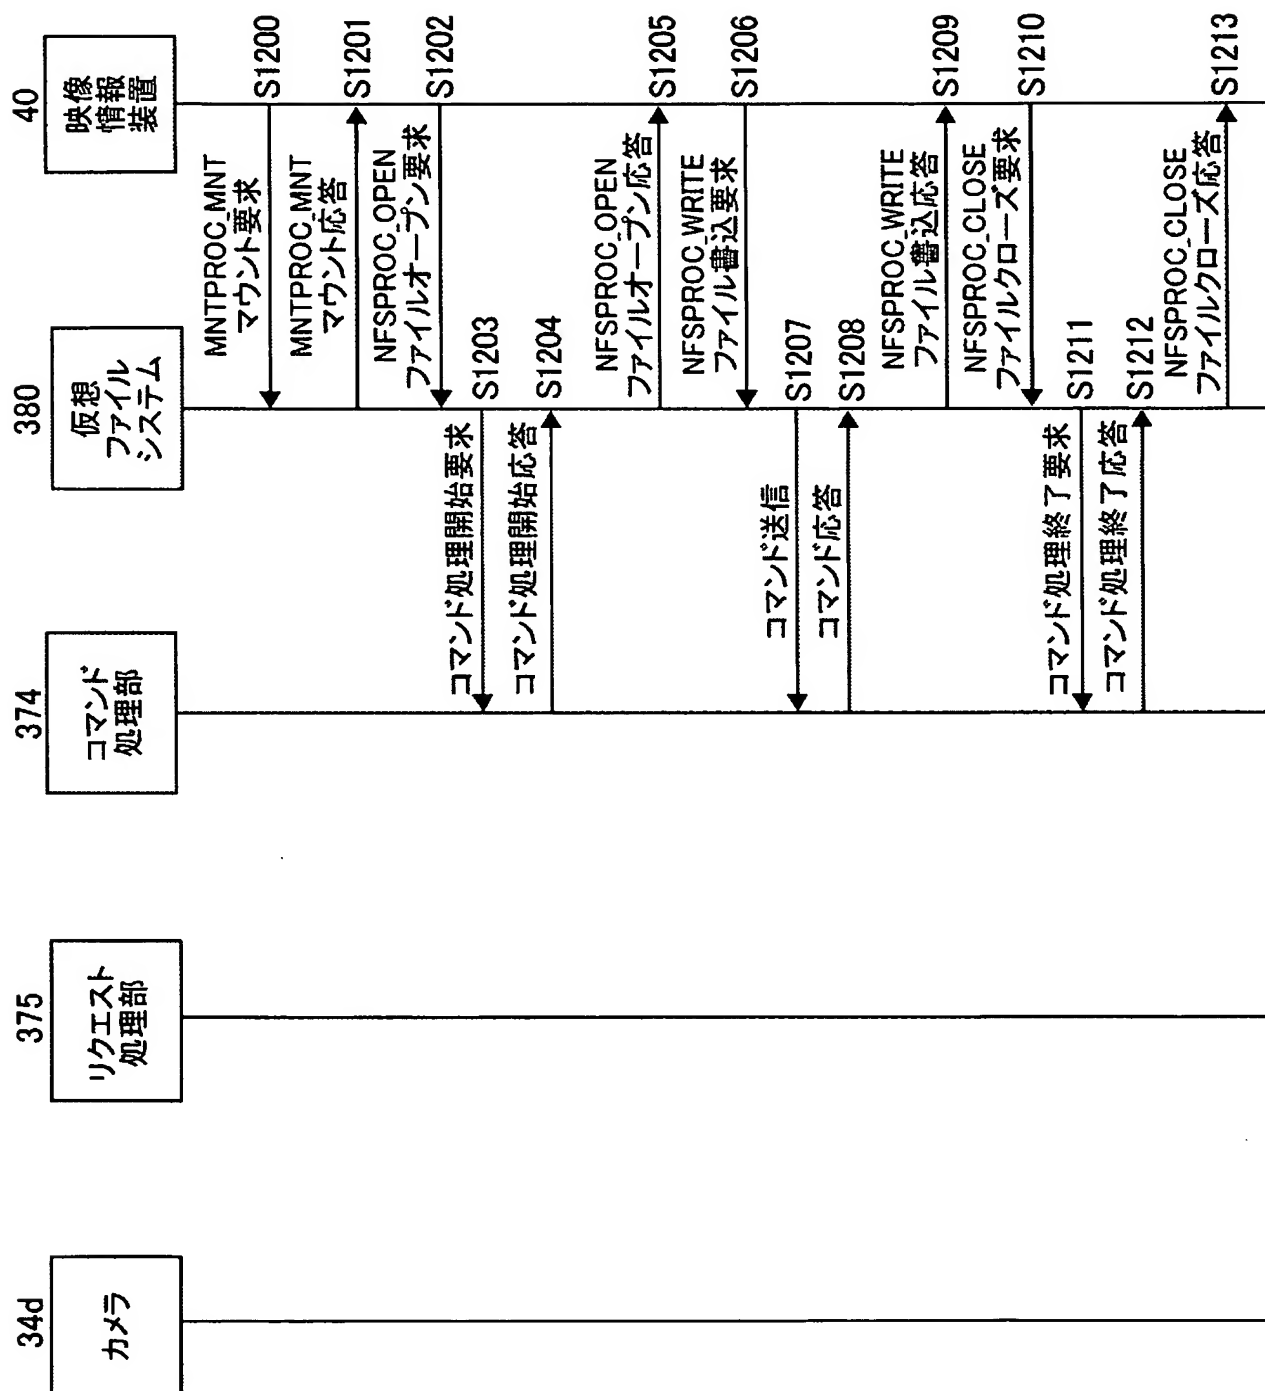 40
映像
情報
装置
380
仮想
ファイル
システム
374
コマンド
処理部
375
リクエスト
処理部
34d
カメラ
MNTPROC_MNT
マウント要求
S1200
MNTPROC_MNT
マウント応答
S1201
NFSPROC_OPEN
ファイルオープン要求
S1202
コマンド処理開始要求
S1203
コマンド処理開始応答
S1204
NFSPROC_OPEN
ファイルオープン応答
S1205
NFSPROC_WRITE
ファイル書込要求
S1206
コマンド送信
S1207
コマンド応答
S1208
NFSPROC_WRITE
ファイル書込応答
S1209
NFSPROC_CLOSE
ファイルクローズ要求
S1210
コマンド処理終了要求
S1211
コマンド処理終了応答
S1212
NFSPROC_CLOSE
ファイルクローズ応答
S1213